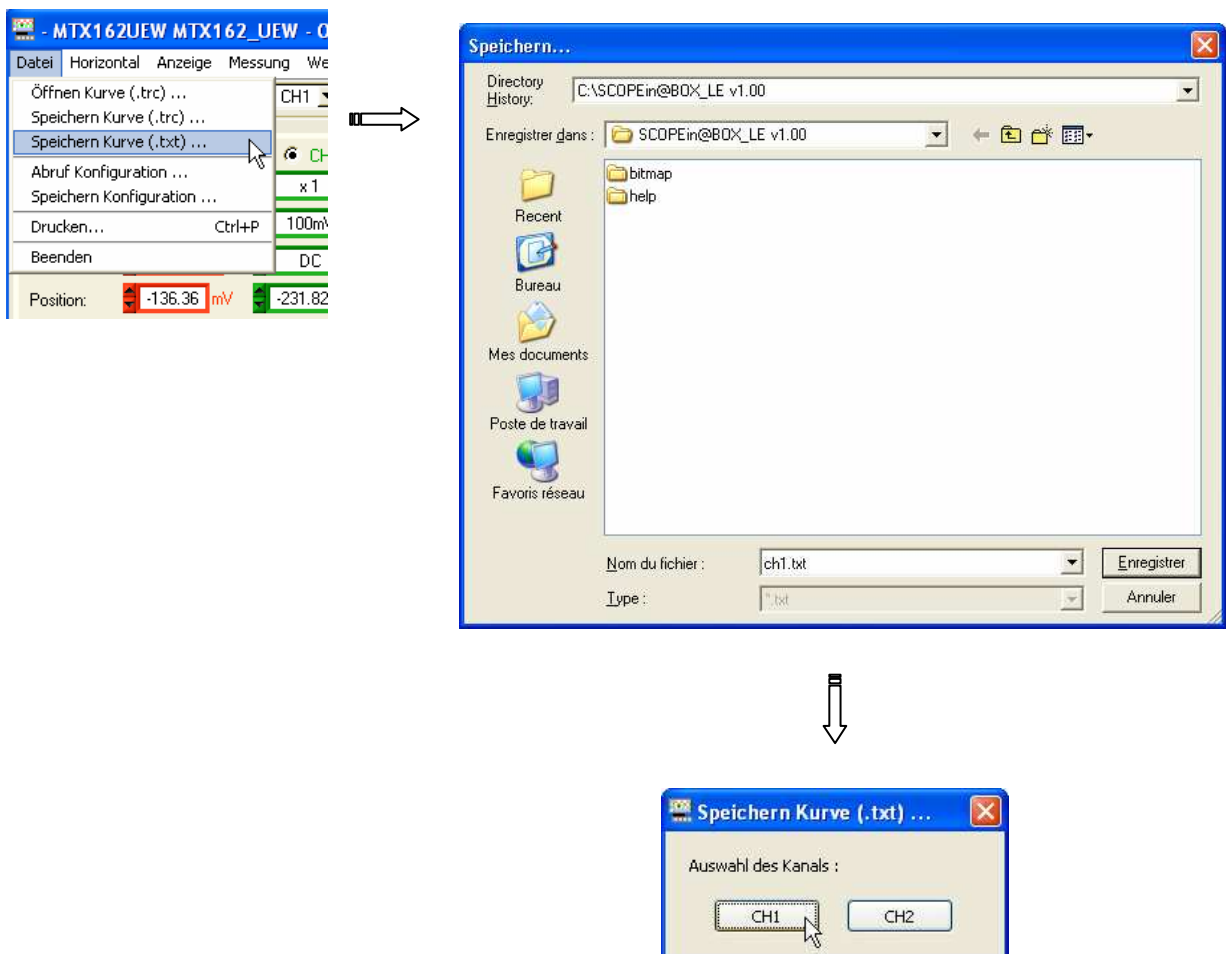 - MTX162UEW MTX162_UEW - O
Datei Horizontal Anzeige Messung We
Öffnen Kurve (.trc) ...
Speichern Kurve (.trc) ...
Speichern Kurve (.txt) ...
Abruf Konfiguration ...
Speichern Konfiguration ...
Drucken... Ctrl+P
Beenden
CH1
CH
x 1
100mV
DC
Position: -136.36 mV -231.82
Speichern...
Directory
History: C:\SCOPEin@BOX_LE v1.00
Enregistrer dans : SCOPEin@BOX_LE v1.00
bitmap
help
Recent
Bureau
Mes documents
Poste de travail
Favoris réseau
Nom du fichier : ch1.txt Enregistrer
Type : *.txt Annuler
Speichern Kurve (.txt) ...
Auswahl des Kanals :
CH1 CH2